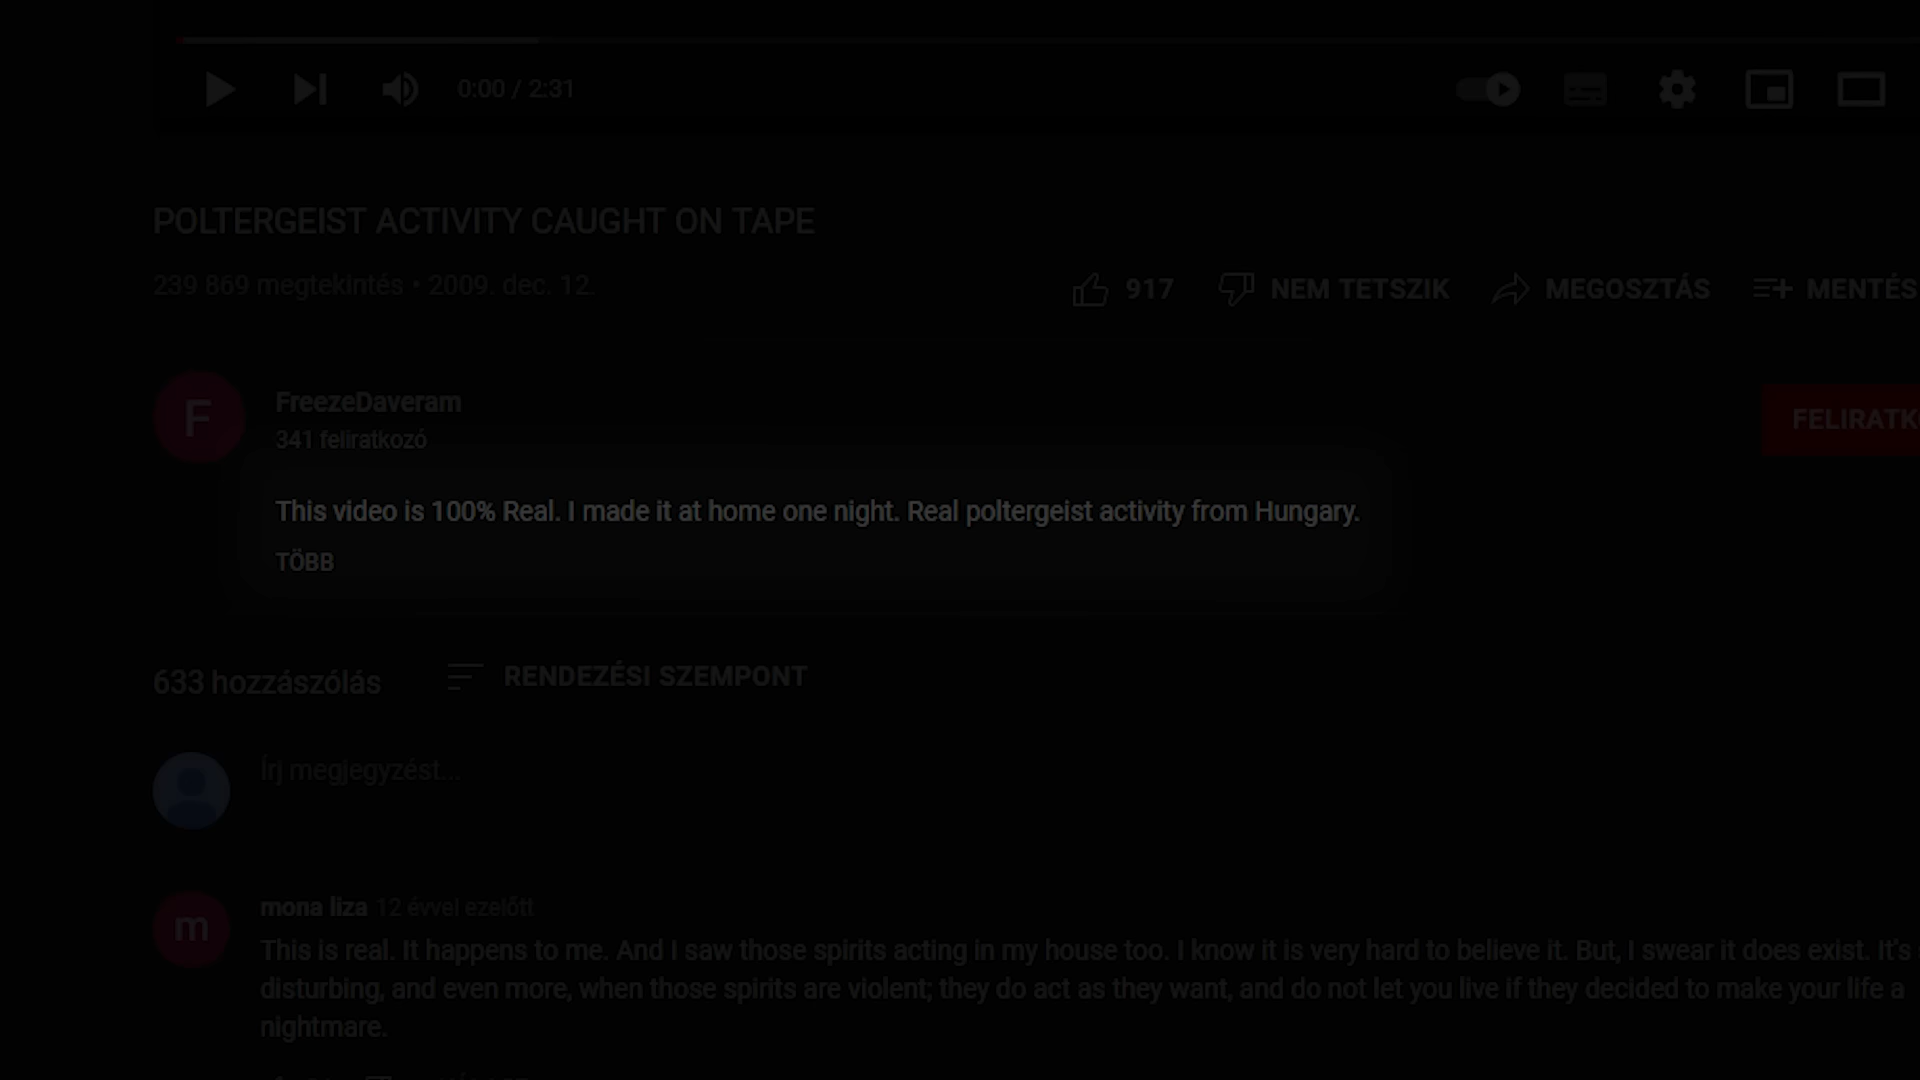 0:00 / 2:31
POLTERGEIST ACTIVITY CAUGHT ON TAPE
239 869 megtekintés • 2009. dec. 12.
917 NEM TETSZIK MEGOSZTÁS MENTÉS
F
FreezeDaveram
341 feliratkozó
FELIRATK
This video is 100% Real. I made it at home one night. Real poltergeist activity from Hungary.
TÖBB
633 hozzászólás RENDEZÉSI SZEMPONT
Írj megjegyzést...
m
mona liza 12 évvel ezelőtt
This is real. It happens to me. And I saw those spirits acting in my house too. I know it is very hard to believe it. But, I swear it does exist. It's
disturbing, and even more, when those spirits are violent; they do act as they want, and do not let you live if they decided to make your life a
nightmare.